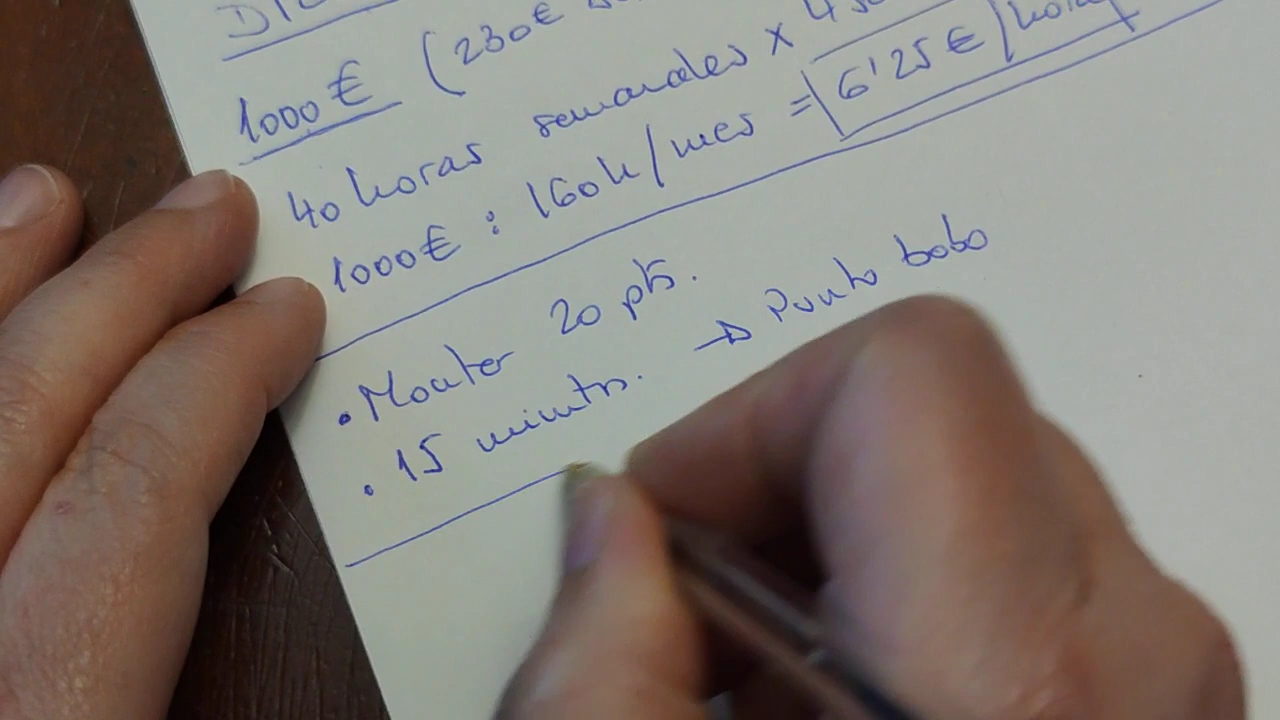 1000€ (230€
40 horas semanales x 4
1000€ : 160h/mes = 6'25€/hora
• Montar 20 pts.
• 15 minutos. → Punto bobo